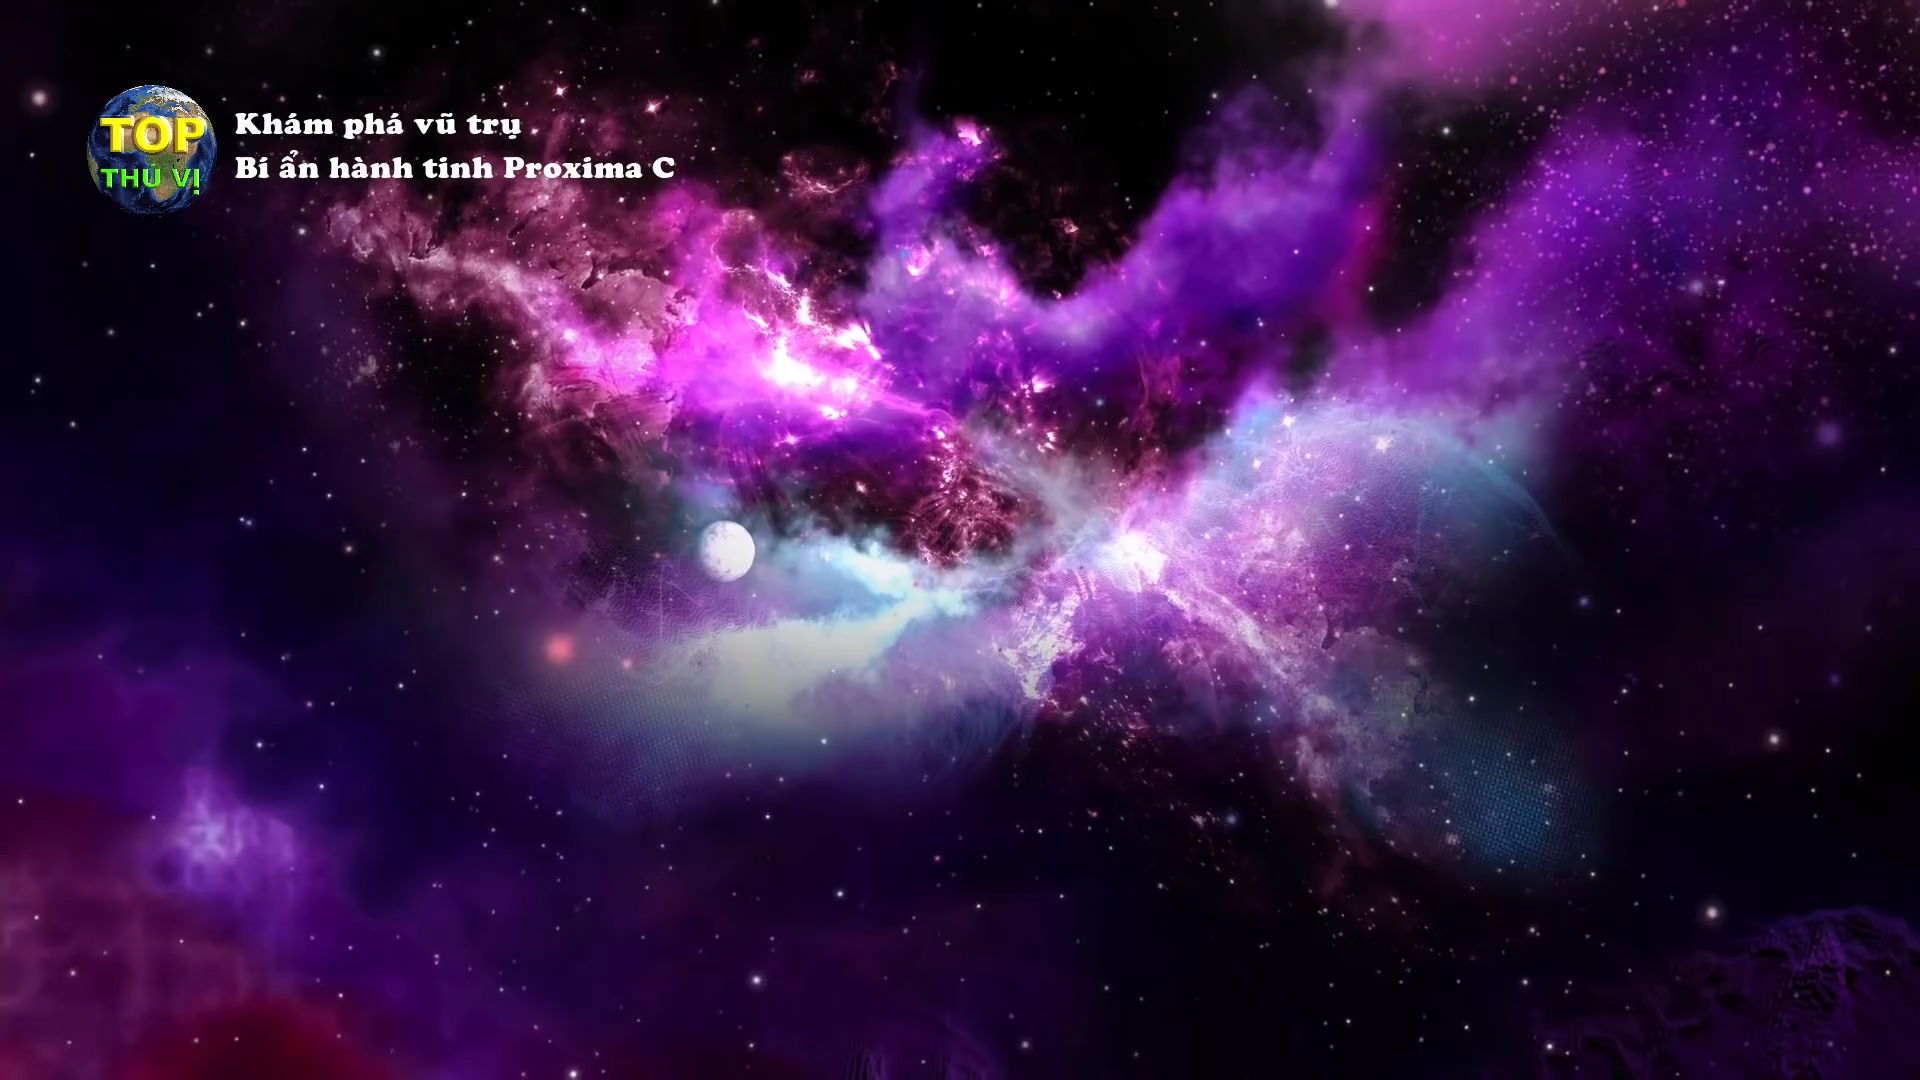 TOP
THÚ VỊ
Khám phá vũ trụ
Bí ẩn hành tinh Proxima C